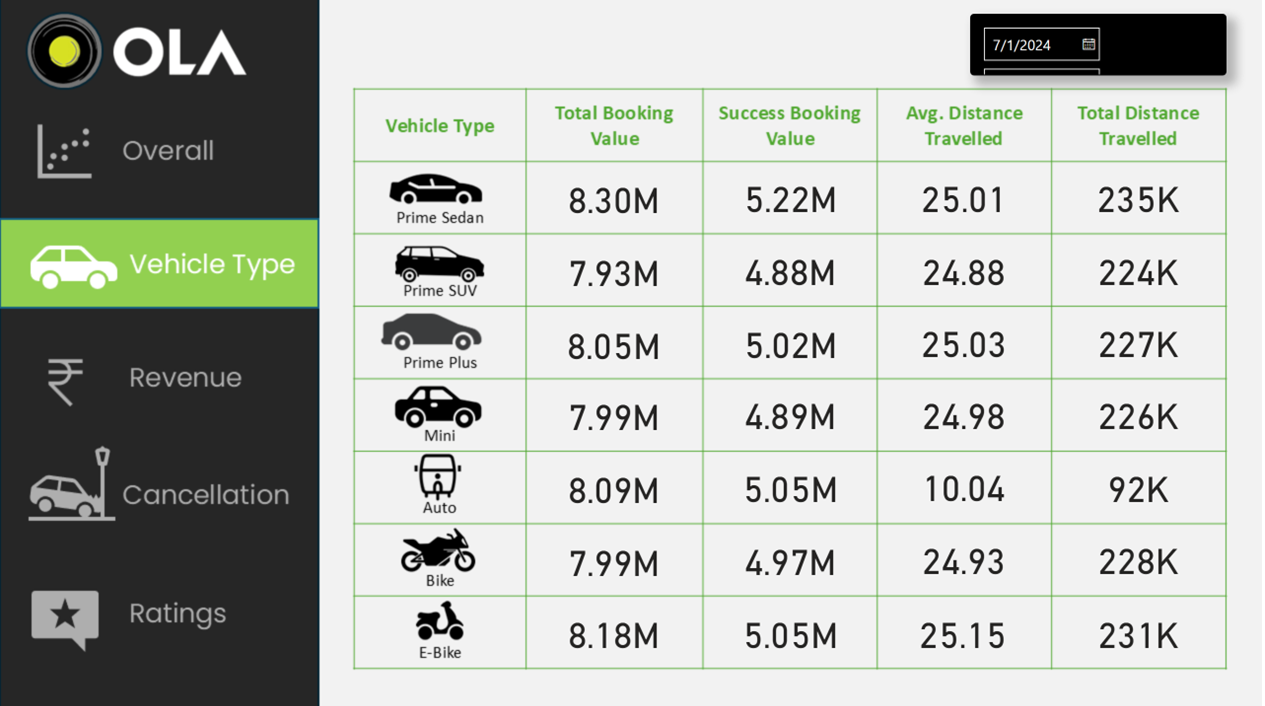 OLA
7/1/2024
Overall
Vehicle Type
Revenue
Cancellation
Ratings
Vehicle Type
Total Booking
Value
Success Booking
Value
Avg. Distance
Travelled
Total Distance
Travelled
Prime Sedan
8.30M
5.22M
25.01
235K
Prime SUV
7.93M
4.88M
24.88
224K
Prime Plus
8.05M
5.02M
25.03
227K
Mini
7.99M
4.89M
24.98
226K
Auto
8.09M
5.05M
10.04
92K
Bike
7.99M
4.97M
24.93
228K
E-Bike
8.18M
5.05M
25.15
231K